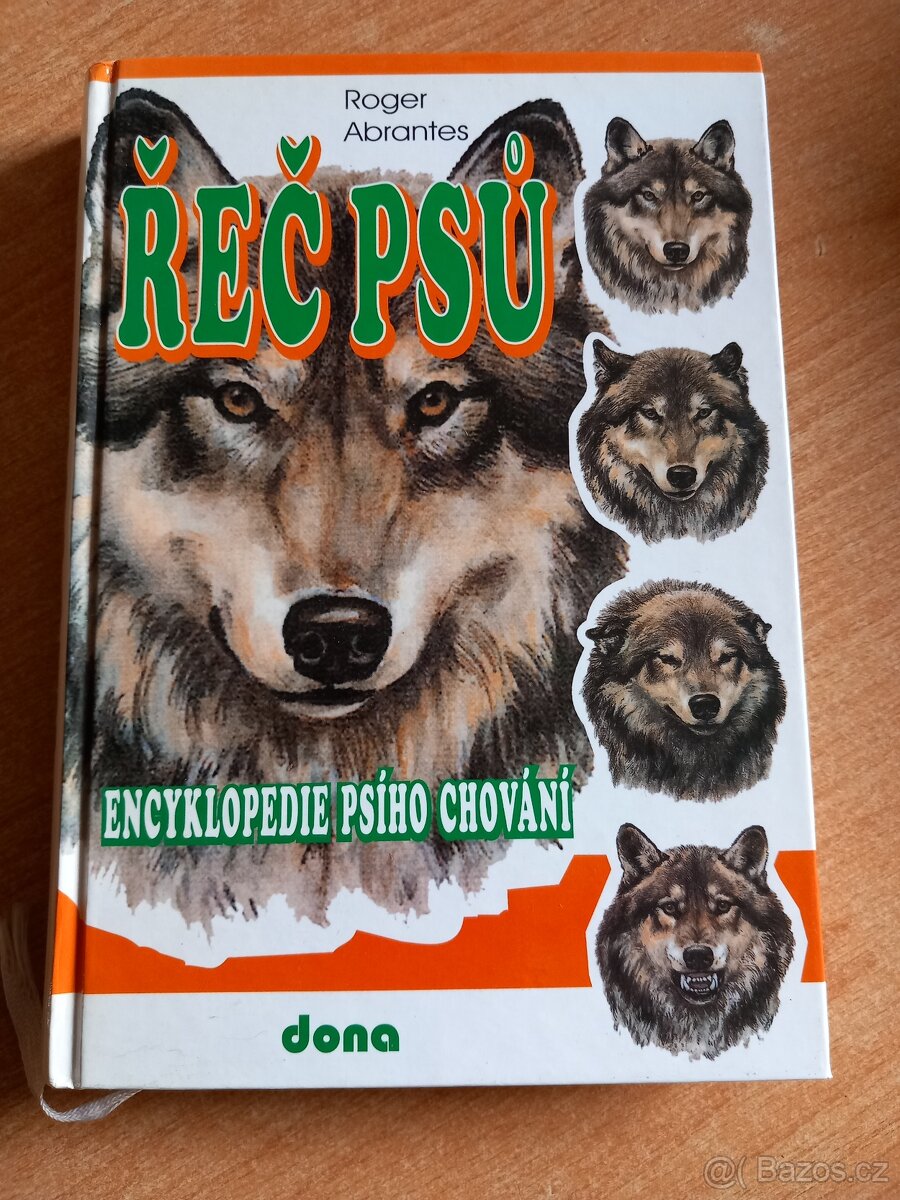 Roger
Abrantes
ŘEČ PSŮ
ENCYKLOPEDIE PSÍHO CHOVÁNÍ
dona
@ Bazos.cz